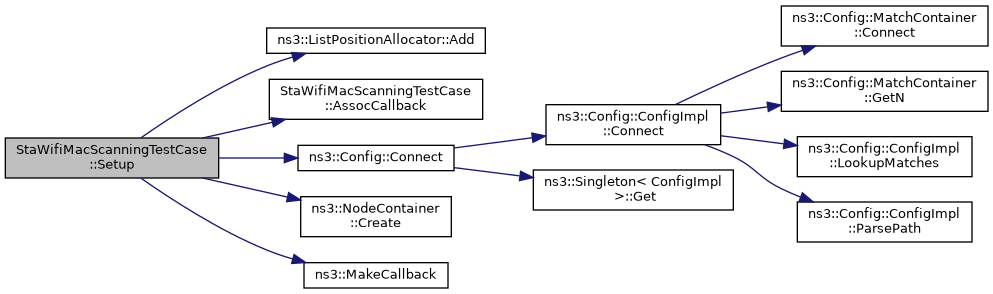 StaWifiMacScanningTestCase
::Setup
ns3::ListPositionAllocator::Add
StaWifiMacScanningTestCase
::AssocCallback
ns3::Config::Connect
ns3::NodeContainer
::Create
ns3::MakeCallback
ns3::Config::ConfigImpl
::Connect
ns3::Singleton< ConfigImpl
>::Get
ns3::Config::MatchContainer
::Connect
ns3::Config::MatchContainer
::GetN
ns3::Config::ConfigImpl
::LookupMatches
ns3::Config::ConfigImpl
::ParsePath